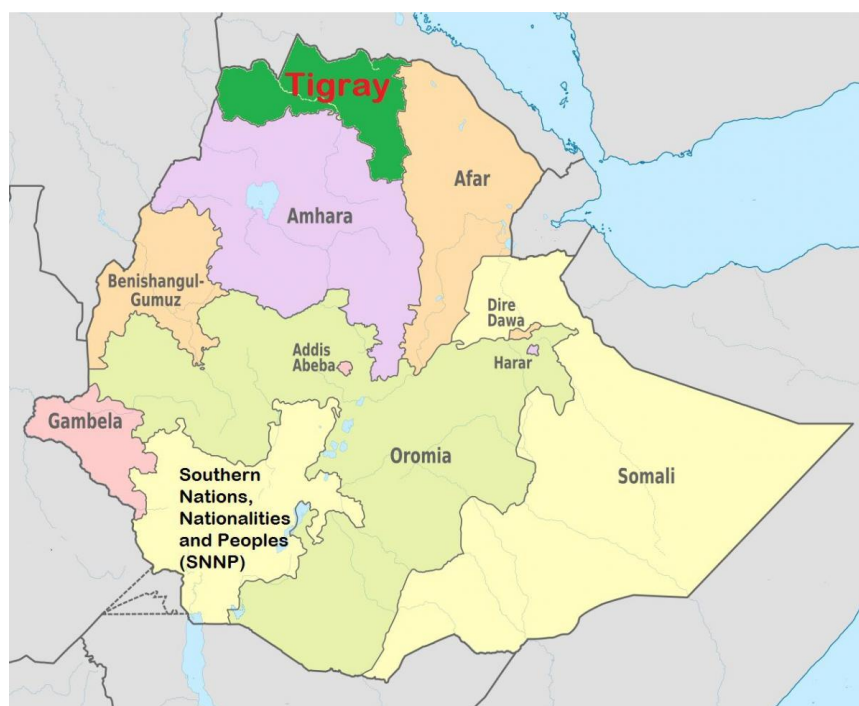 Tigray
Afar
Amhara
Benishangul-
Gumuz
Dire
Dawa
Addis
Abeba
Harar
Gambela
Oromia
Southern
Nations,
Nationalities
and Peoples
(SNNP)
Somali